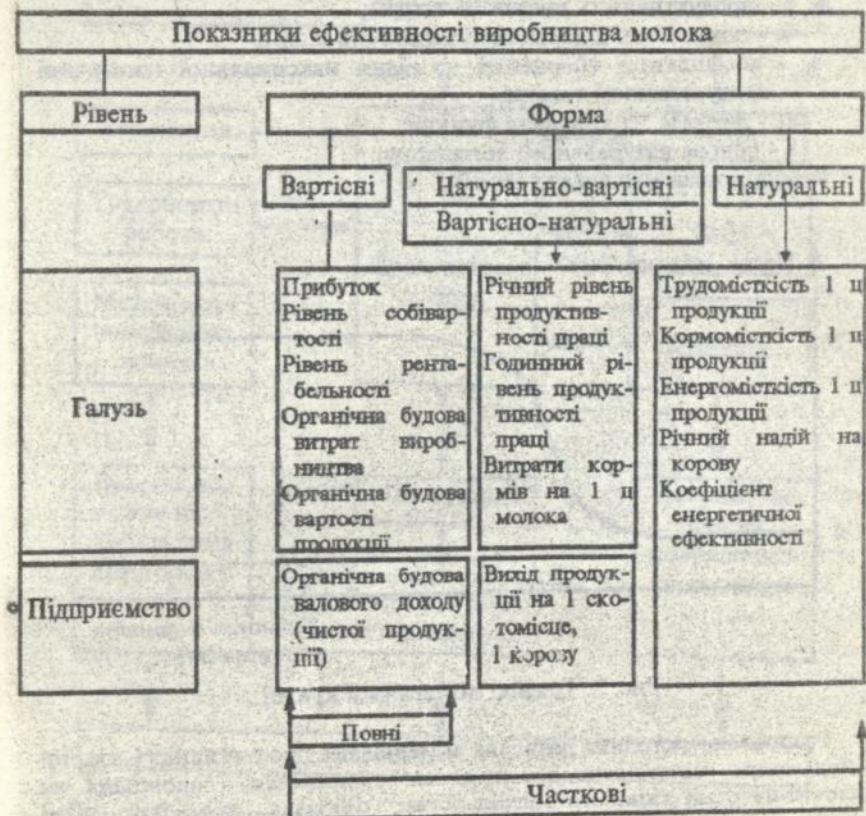 Показники ефективності виробництва молока
Рівень
Форма
Вартісні
Натурально-вартісні
Вартісно-натуральні
Натуральні
Галузь
Прибуток
Рівень собівар-
тості
Рівень рента-
бельності
Органічна будова
витрат вироб-
ництва
Органічна будова
вартості
продукції
Річний рівень
продуктив-
ності праці
Годинний рі-
вень продук-
тивності
праці
Витрати кор-
мів на 1 ц
молока
Трудомісткість 1 ц
продукції
Кормомісткість 1 ц
продукції
Енергомісткість 1 ц
продукції
Річний надій на
корову
Коефіцієнт
енергетичної
ефективності
Підприємство
Органічна будова
валового доходу
(чистої продук-
ції)
Вихід продук-
ції на 1 ско-
томісце,
1 корову
Повні
Часткові